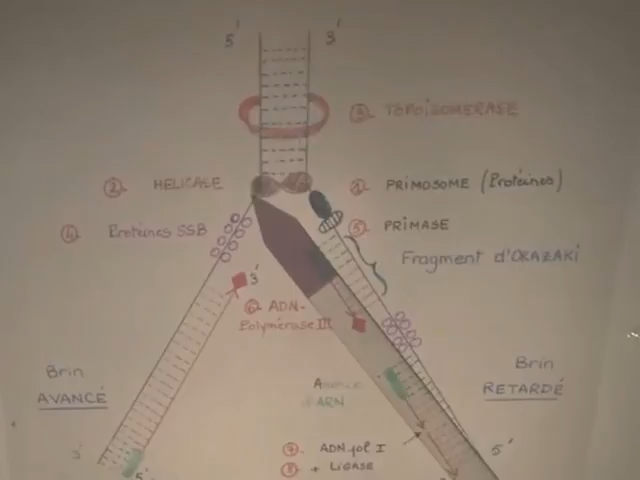 5' 3'
③ TOPOISOMERASE
② HELICASE
① PRIMOSOME (Protéines)
④ Protéines SSB
⑤ PRIMASE
Fragment d'OKAZAKI
3'
⑥ ADN-
Polymérase III
Brin
AVANCÉ
Brin
RETARDÉ
ARN
⑦. ADN pol I
⑧ + LIGASE
3' 5'
5'